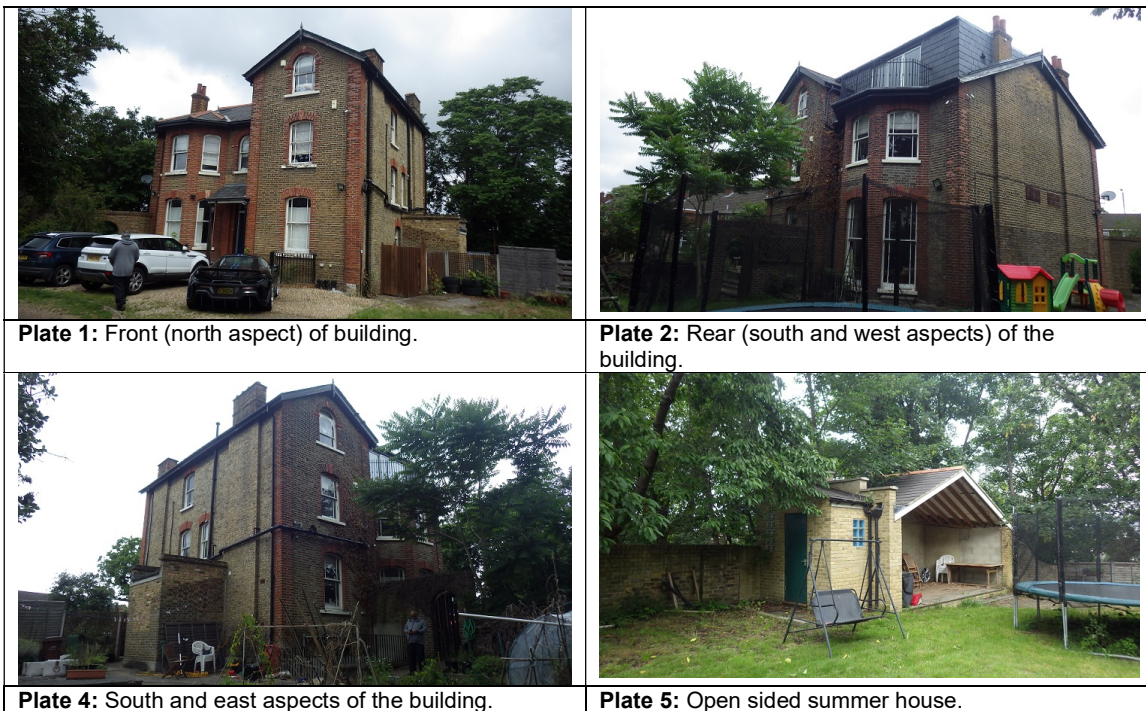 Plate 1: Front (north aspect) of building.
Plate 2: Rear (south and west aspects) of the
building.
Plate 4: South and east aspects of the building.
Plate 5: Open sided summer house.